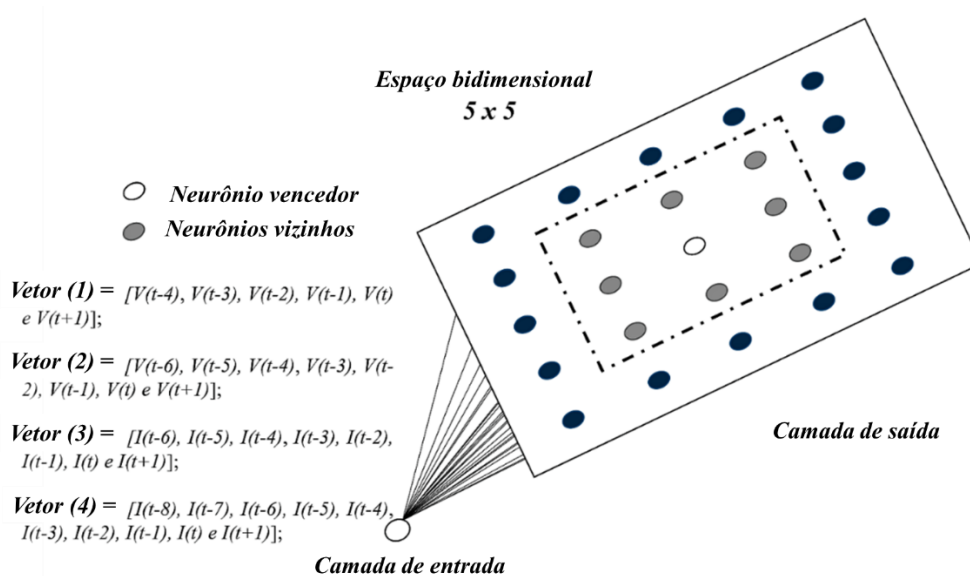 Espaço bidimensional
5 x 5
Neurônio vencedor
Neurônios vizinhos
Vetor (1) = [V(t-4), V(t-3), V(t-2), V(t-1), V(t)
e V(t+1)];
Vetor (2) = [V(t-6), V(t-5), V(t-4), V(t-3), V(t-
2), V(t-1), V(t) e V(t+1)];
Vetor (3) = [I(t-6), I(t-5), I(t-4), I(t-3), I(t-2),
I(t-1), I(t) e I(t+1)];
Vetor (4) = [I(t-8), I(t-7), I(t-6), I(t-5), I(t-4),
I(t-3), I(t-2), I(t-1), I(t) e I(t+1)];
Camada de saída
Camada de entrada